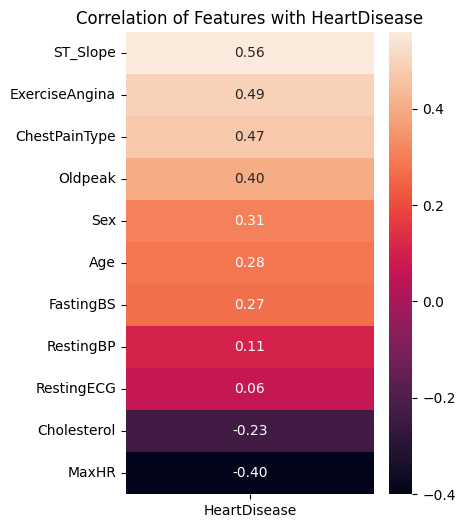 Correlation of Features with HeartDisease
ST_Slope 0.56
ExerciseAngina 0.49
ChestPainType 0.47
Oldpeak 0.40
Sex 0.31
Age 0.28
FastingBS 0.27
RestingBP 0.11
RestingECG 0.06
Cholesterol -0.23
MaxHR -0.40
HeartDisease
0.4
0.2
0.0
−0.2
−0.4